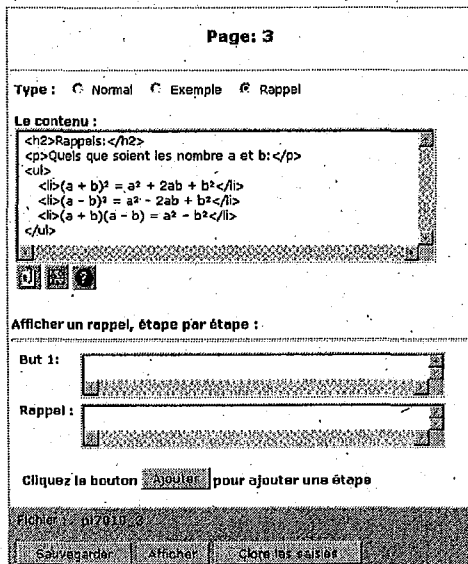 Page: 3
Type : Normal Exemple Rappel
Le contenu :
<h2>Rappels:</h2>
<p>Quels que soient les nombre a et b:</p>
<ul>
<li>(a + b)² = a² + 2ab + b²</li>
<li>(a - b)² = a² - 2ab + b²</li>
<li>(a + b)(a - b) = a² - b²</li>
</ul>
Afficher un rappel, étape par étape :
But 1:
Rappel :
Cliquez le bouton Ajouter pour ajouter une étape
Fichier : pi7010_3
Sauvegarder Afficher Clore les saisies